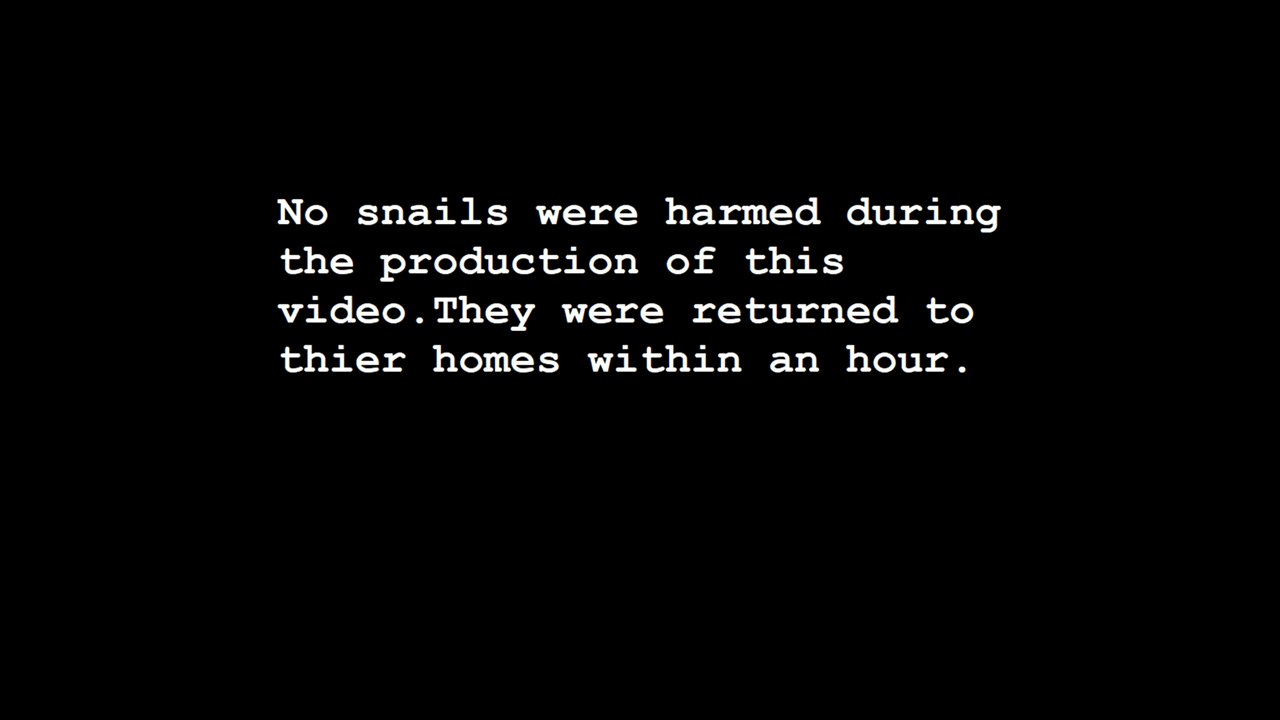 No snails were harmed during
the production of this
video.They were returned to
thier homes within an hour.